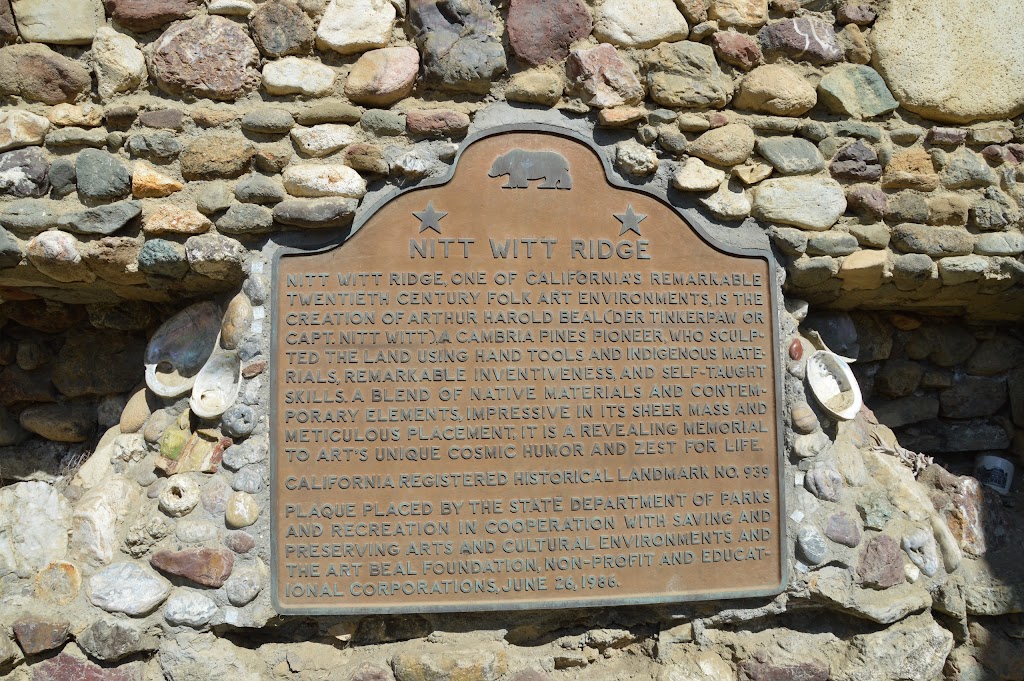 NITT WITT RIDGE
NITT WITT RIDGE, ONE OF CALIFORNIA'S REMARKABLE
TWENTIETH CENTURY FOLK ART ENVIRONMENTS, IS THE
CREATION OF ARTHUR HAROLD BEAL (DER TINKERPAW OR
CAPT. NITT WITT), A CAMBRIA PINES PIONEER, WHO SCULP-
TED THE LAND USING HAND TOOLS AND INDIGENOUS MATE-
RIALS, REMARKABLE INVENTIVENESS, AND SELF-TAUGHT
SKILLS. A BLEND OF NATIVE MATERIALS AND CONTEM-
PORARY ELEMENTS, IMPRESSIVE IN ITS SHEER MASS AND
METICULOUS PLACEMENT, IT IS A REVEALING MEMORIAL
TO ART'S UNIQUE COSMIC HUMOR AND ZEST FOR LIFE.
CALIFORNIA REGISTERED HISTORICAL LANDMARK NO. 939
PLAQUE PLACED BY THE STATE DEPARTMENT OF PARKS
AND RECREATION IN COOPERATION WITH SAVING AND
PRESERVING ARTS AND CULTURAL ENVIRONMENTS AND
THE ART BEAL FOUNDATION, NON-PROFIT AND EDUCAT-
IONAL CORPORATIONS, JUNE 26, 1986.